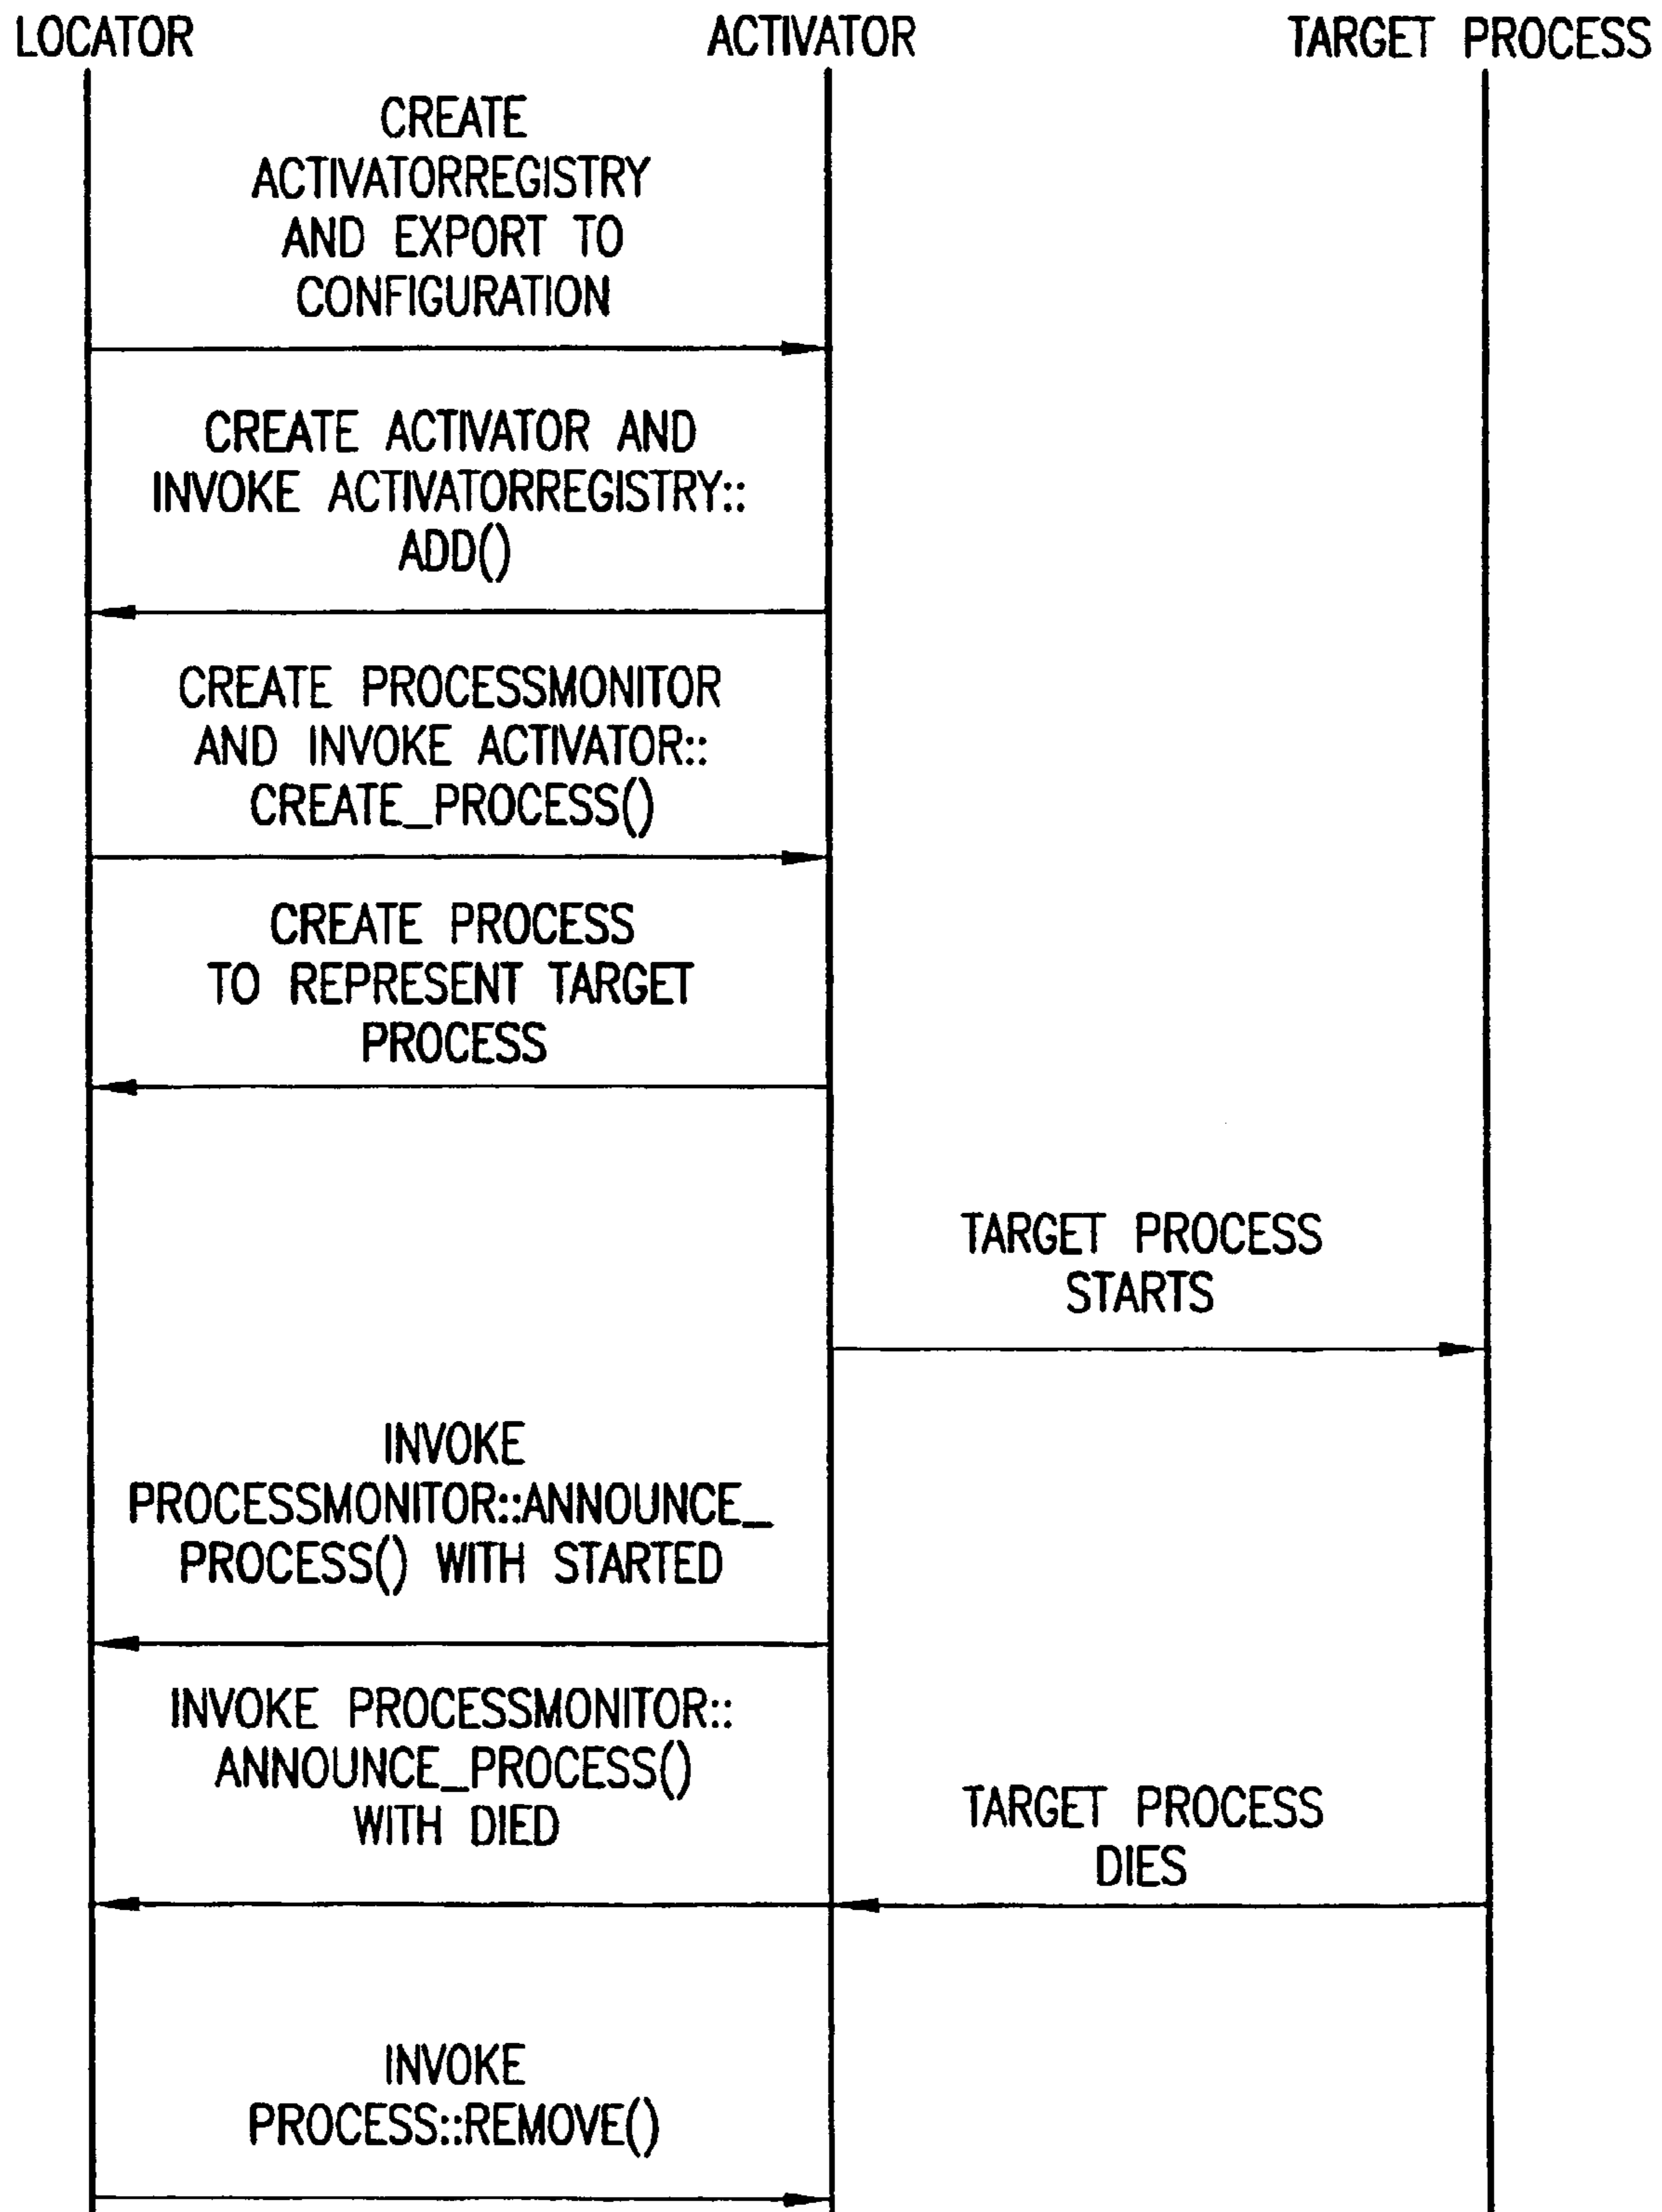 LOCATOR ACTIVATOR TARGET PROCESS
CREATE
ACTIVATORREGISTRY
AND EXPORT TO
CONFIGURATION
CREATE ACTIVATOR AND
INVOKE ACTIVATORREGISTRY::
ADD()
CREATE PROCESSMONITOR
AND INVOKE ACTIVATOR::
CREATE_PROCESS()
CREATE PROCESS
TO REPRESENT TARGET
PROCESS
TARGET PROCESS
STARTS
INVOKE
PROCESSMONITOR::ANNOUNCE_
PROCESS() WITH STARTED
INVOKE PROCESSMONITOR::
ANNOUNCE_PROCESS()
WITH DIED
TARGET PROCESS
DIES
INVOKE
PROCESS::REMOVE()